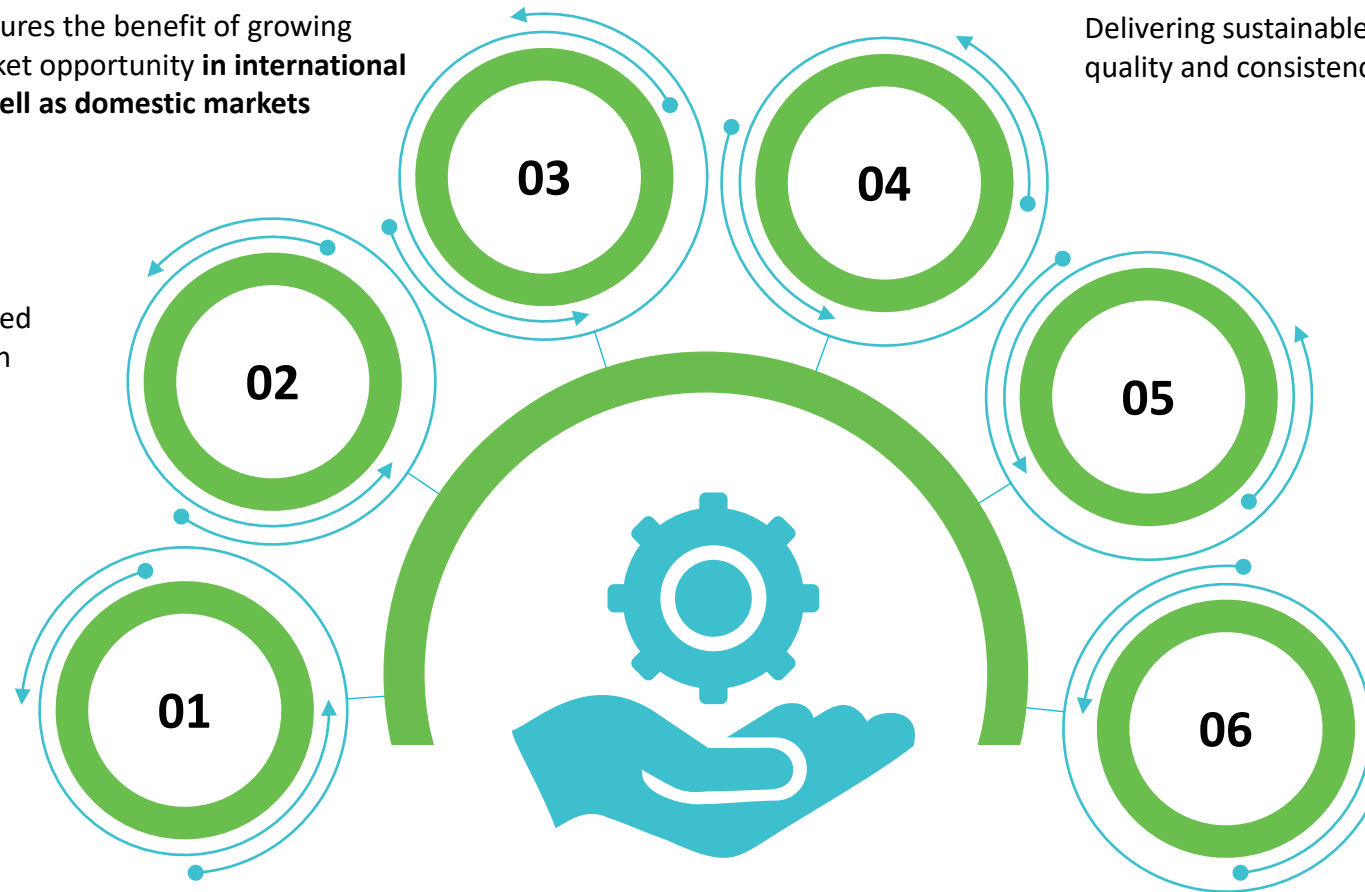 ures the benefit of growing
ket opportunity in international
ell as domestic markets
Delivering sustainable
quality and consistenc
03
04
ed
n
02
05
01
06